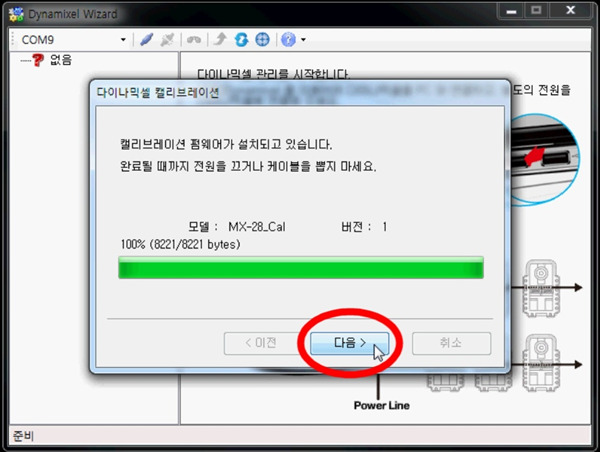 Dynamixel Wizard
COM9
없음
다이나믹셀 관리를 시작합니다.
도의 전원을
다이나믹셀 캘리브레이션
캘리브레이션 펌웨어가 설치되고 있습니다.
완료될 때까지 전원을 끄거나 케이블을 뽑지 마세요.
모델 : MX-28_Cal 버전 : 1
100% (8221/8221 bytes)
< 이전 다음 > 취소
Power Line
준비